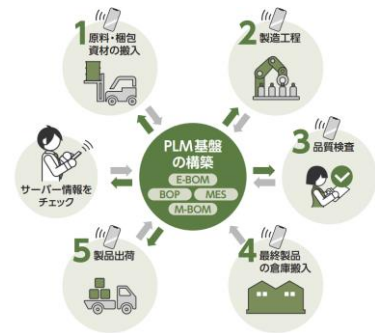 1 原料・梱包
資材の搬入
2 製造工程
PLM基盤
の構築
E-BOM
BOP MES
M-BOM
3 品質検査
サーバー情報を
チェック
5 製品出荷
4 最終製品
の倉庫搬入